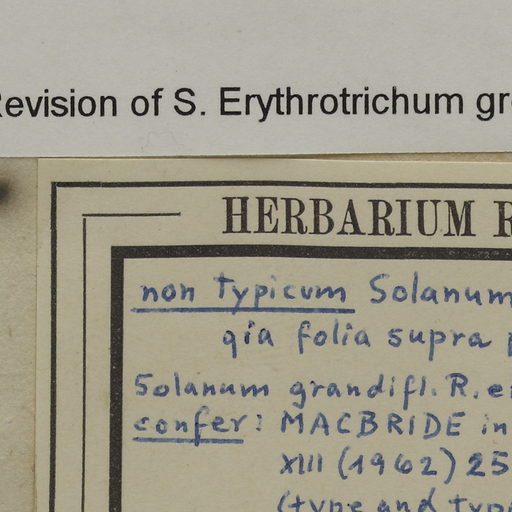 Revision of S. Erythrotrichum gr
HERBARIUM R
non typicum Solanum
qia folia supra p
Solanum grandifl. R. e
confer: MACBRIDE in
XIII (1962) 25
(type and typ